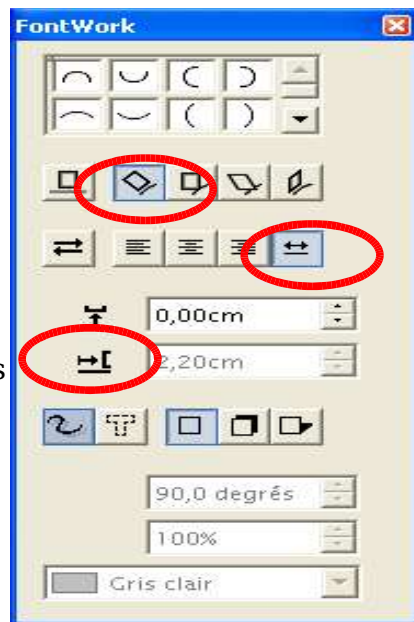 FontWork
0,00cm
s
2,20cm
90,0 degrés
100%
Gris clair